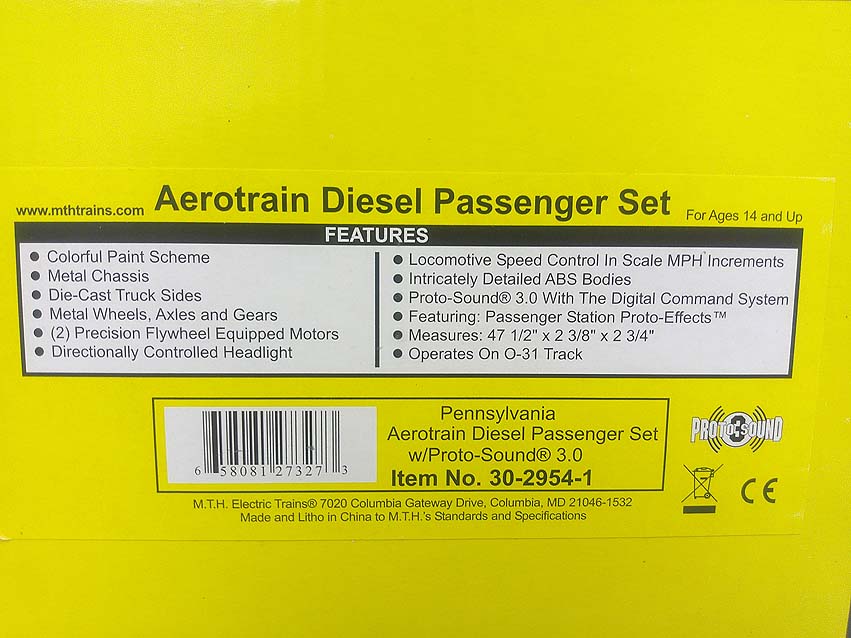 www.mthtrains.com Aerotrain Diesel Passenger Set For Ages 14 and Up
FEATURES
• Colorful Paint Scheme
• Metal Chassis
• Die-Cast Truck Sides
• Metal Wheels, Axles and Gears
• (2) Precision Flywheel Equipped Motors
• Directionally Controlled Headlight
• Locomotive Speed Control In Scale MPH Increments
• Intricately Detailed ABS Bodies
• Proto-Sound® 3.0 With The Digital Command System
• Featuring: Passenger Station Proto-Effects™
• Measures: 47 1/2" x 2 3/8" x 2 3/4"
• Operates On O-31 Track
6 58081 27327 3
Pennsylvania
Aerotrain Diesel Passenger Set
w/Proto-Sound® 3.0
Item No. 30-2954-1
PROTO-SOUND 3
CE
M.T.H. Electric Trains® 7020 Columbia Gateway Drive, Columbia, MD 21046-1532
Made and Litho in China to M.T.H.'s Standards and Specifications